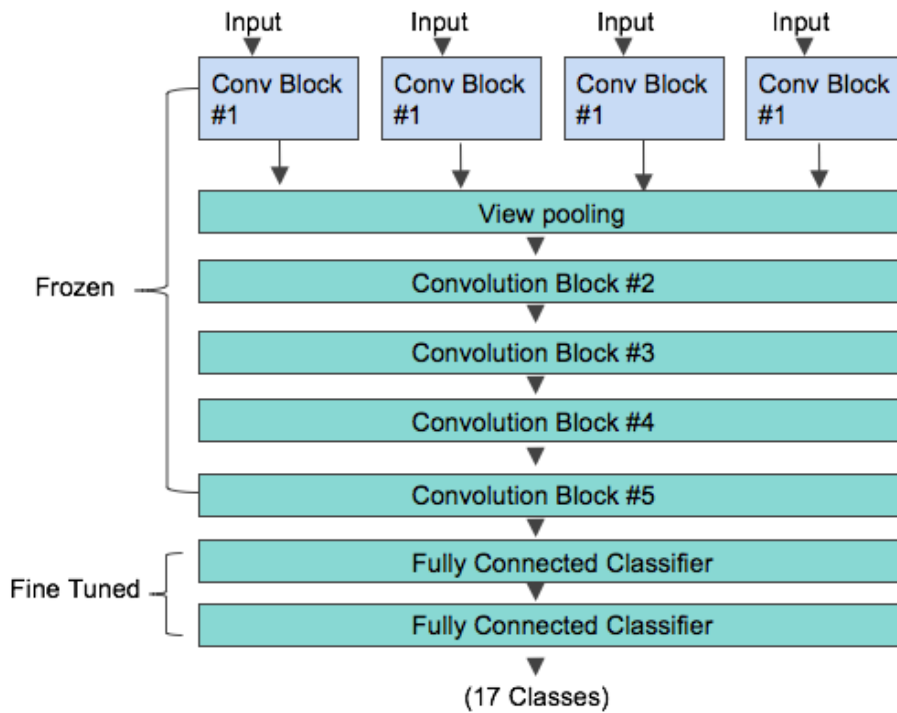 Input Input Input Input
Conv Block Conv Block Conv Block Conv Block
#1 #1 #1 #1
View pooling
Convolution Block #2
Frozen
Convolution Block #3
Convolution Block #4
Convolution Block #5
Fully Connected Classifier
Fine Tuned
Fully Connected Classifier
(17 Classes)